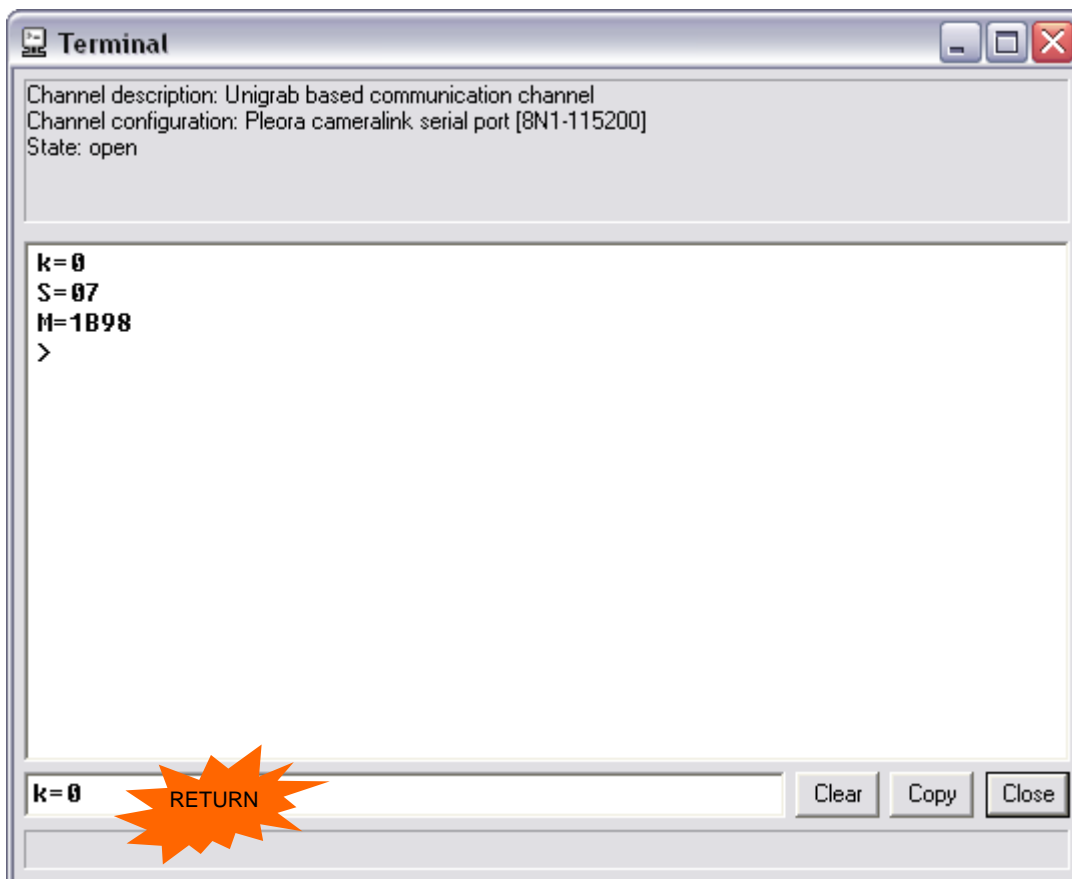 Terminal
Channel description: Unigrab based communication channel
Channel configuration: Pleora cameralink serial port [8N1-115200]
State: open
k=0
S=07
M=1B98
>
k=0
RETURN
Clear
Copy
Close